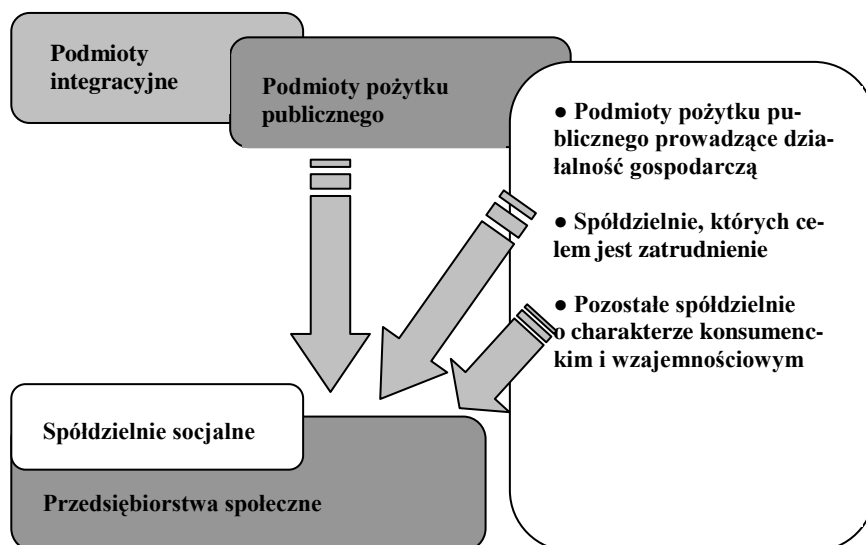 Podmioty
integracyjne
Podmioty pożytku
publicznego
● Podmioty pożytku pu-
blicznego prowadzące dzia-
łalność gospodarczą
● Spółdzielnie, których ce-
lem jest zatrudnienie
● Pozostałe spółdzielnie
o charakterze konsumenc-
kim i wzajemnościowym
Spółdzielnie socjalne
Przedsiębiorstwa społeczne